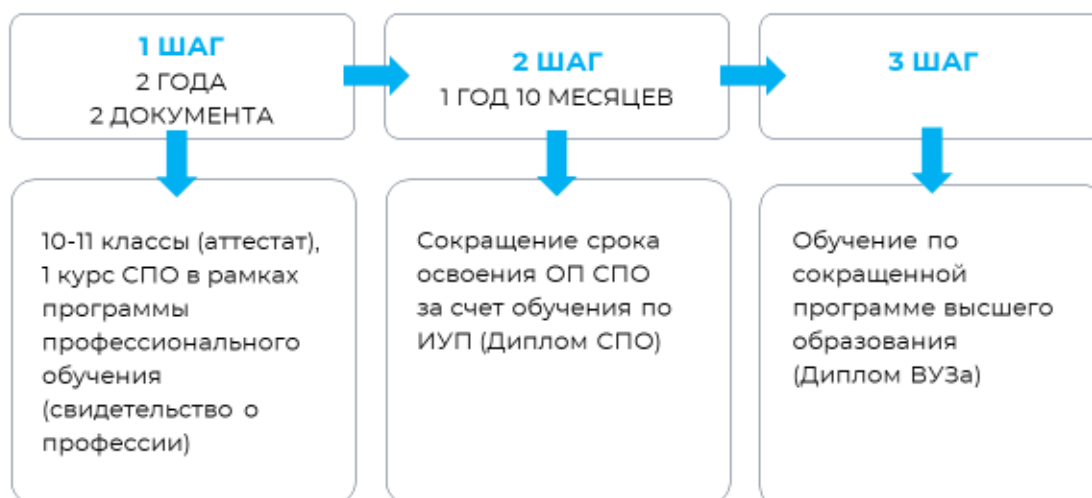 1 ШАГ
2 ГОДА
2 ДОКУМЕНТА
2 ШАГ
1 ГОД 10 МЕСЯЦЕВ
3 ШАГ
10-11 классы (аттестат),
1 курс СПО в рамках
программы
профессионального
обучения
(свидетельство о
профессии)
Сокращение срока
освоения ОП СПО
за счет обучения по
ИУП (Диплом СПО)
Обучение по
сокращенной
программе высшего
образования
(Диплом ВУЗа)